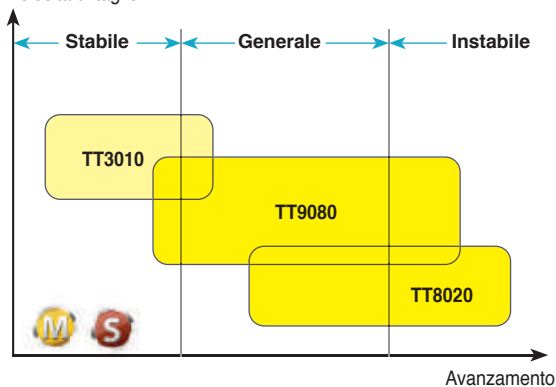 Stabile Generale Instabile
TT3010
TT9080
TT8020
M S
Avanzamento